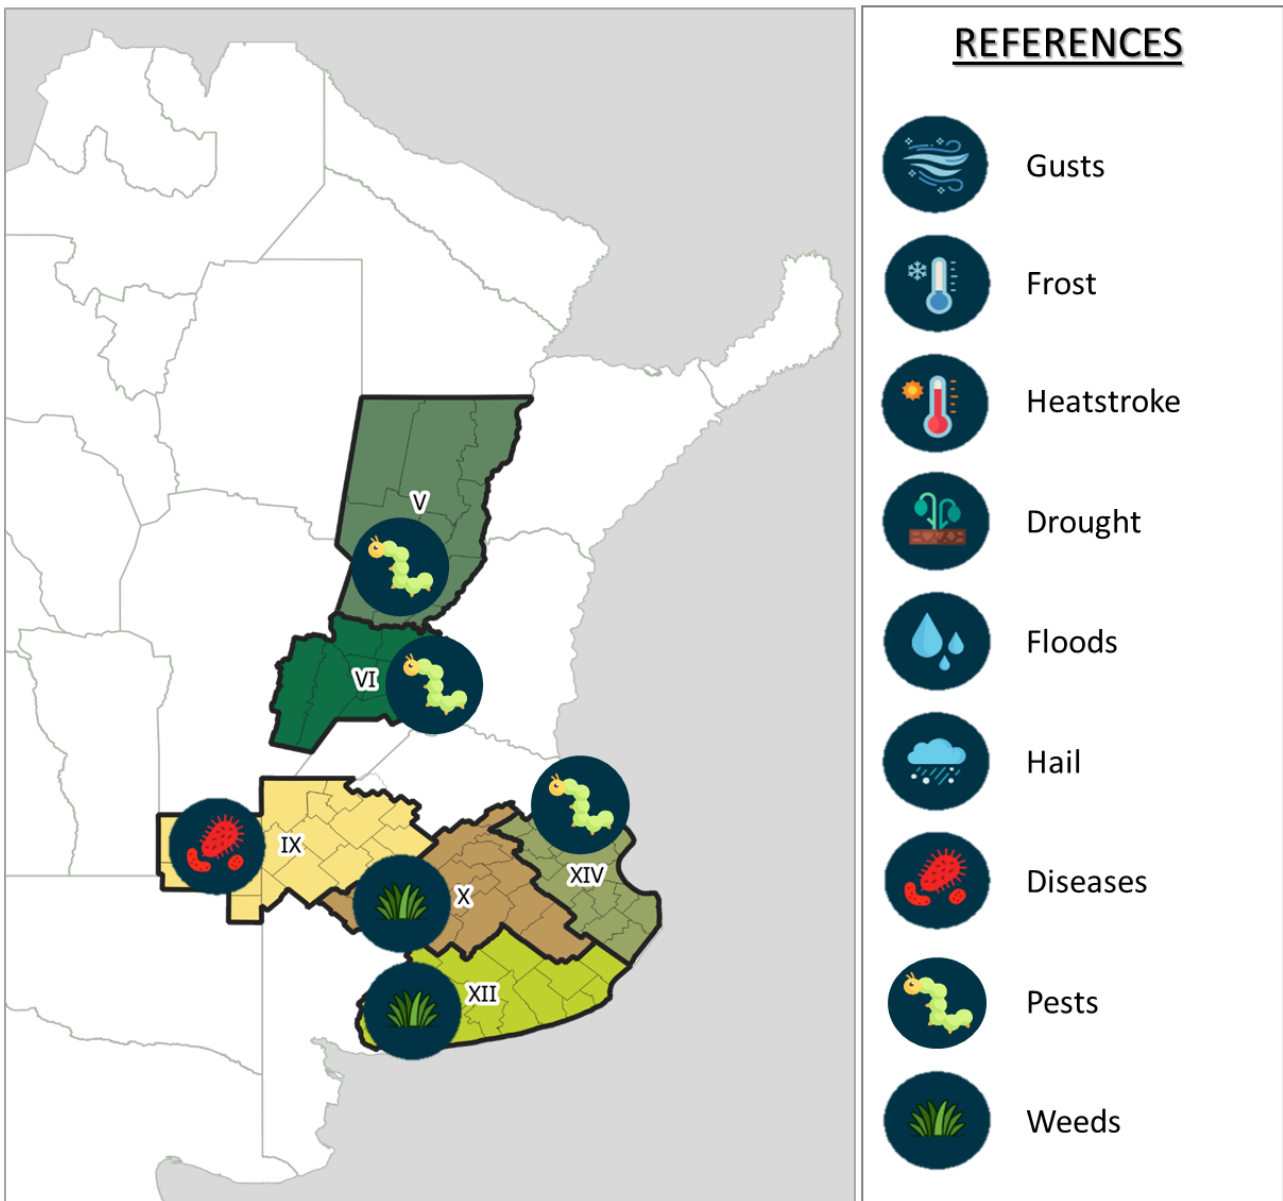 REFERENCES
Gusts
Frost
Heatstroke
Drought
Floods
Hail
Diseases
Pests
Weeds
V
VI
IX
X
XIV
XII